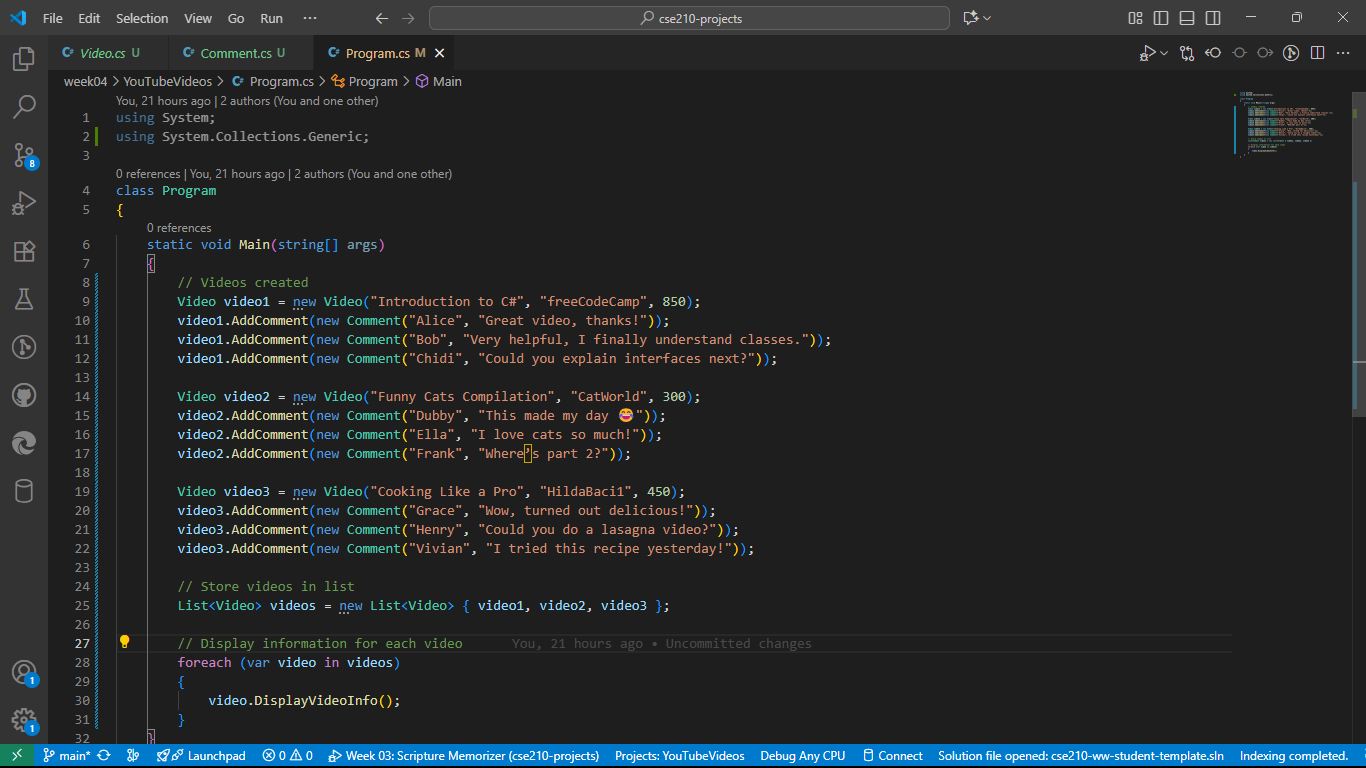 File Edit Selection View Go Run ··· cse210-projects
Video.cs U Comment.cs U Program.cs M
week04 > YouTubeVideos > Program.cs > Program > Main
You, 21 hours ago | 2 authors (You and one other)
1 using System;
2 using System.Collections.Generic;
3
0 references | You, 21 hours ago | 2 authors (You and one other)
4 class Program
5 {
0 references
6 static void Main(string[] args)
7 {
8 // Videos created
9 Video video1 = new Video("Introduction to C#", "freeCodeCamp", 850);
10 video1.AddComment(new Comment("Alice", "Great video, thanks!"));
11 video1.AddComment(new Comment("Bob", "Very helpful, I finally understand classes."));
12 video1.AddComment(new Comment("Chidi", "Could you explain interfaces next?"));
13
14 Video video2 = new Video("Funny Cats Compilation", "CatWorld", 300);
15 video2.AddComment(new Comment("Dubby", "This made my day 😂"));
16 video2.AddComment(new Comment("Ella", "I love cats so much!"));
17 video2.AddComment(new Comment("Frank", "Where’s part 2?"));
18
19 Video video3 = new Video("Cooking Like a Pro", "HildaBaci1", 450);
20 video3.AddComment(new Comment("Grace", "Wow, turned out delicious!"));
21 video3.AddComment(new Comment("Henry", "Could you do a lasagna video?"));
22 video3.AddComment(new Comment("Vivian", "I tried this recipe yesterday!"));
23
24 // Store videos in list
25 List<Video> videos = new List<Video> { video1, video2, video3 };
26
27 // Display information for each video You, 21 hours ago • Uncommitted changes
28 foreach (var video in videos)
29 {
30 video.DisplayVideoInfo();
31 }
32 }
8
1
1
main* Launchpad 0 0 Week 03: Scripture Memorizer (cse210-projects) Projects: YouTubeVideos Debug Any CPU Connect Solution file opened: cse210-ww-student-template.sln Indexing completed.